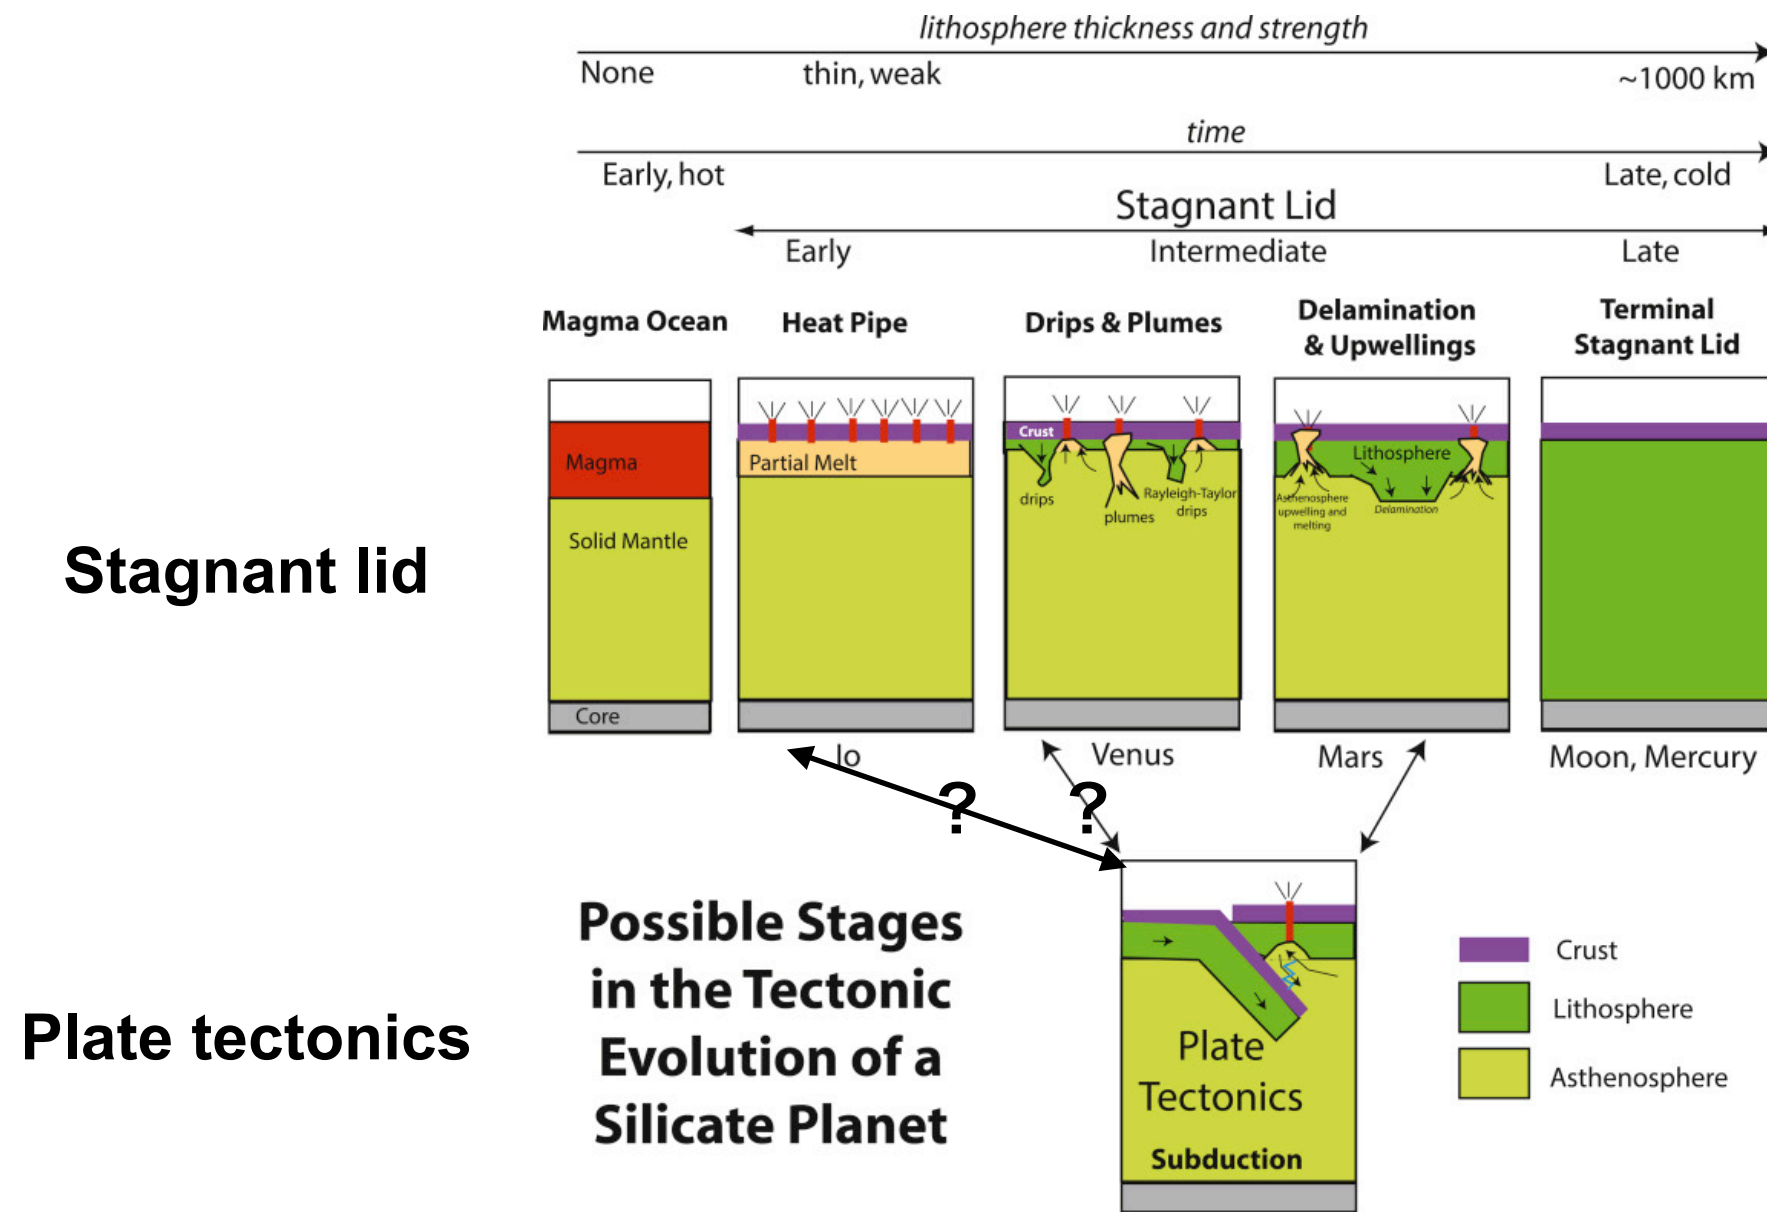 lithosphere thickness and strength
None thin, weak ~1000 km
time
Early, hot Late, cold
Stagnant Lid
Early Intermediate Late
Magma Ocean
Heat Pipe
Drips & Plumes
Delamination
& Upwellings
Terminal
Stagnant Lid
Magma
Solid Mantle
Core
Partial Melt
Crust
drips
plumes
Rayleigh-Taylor
drips
Lithosphere
Asthenosphere
upwelling and
melting
Delamination
Stagnant lid
Io
Venus
Mars
Moon, Mercury
? ?
Possible Stages
in the Tectonic
Evolution of a
Silicate Planet
Plate tectonics
Plate
Tectonics
Subduction
Crust
Lithosphere
Asthenosphere